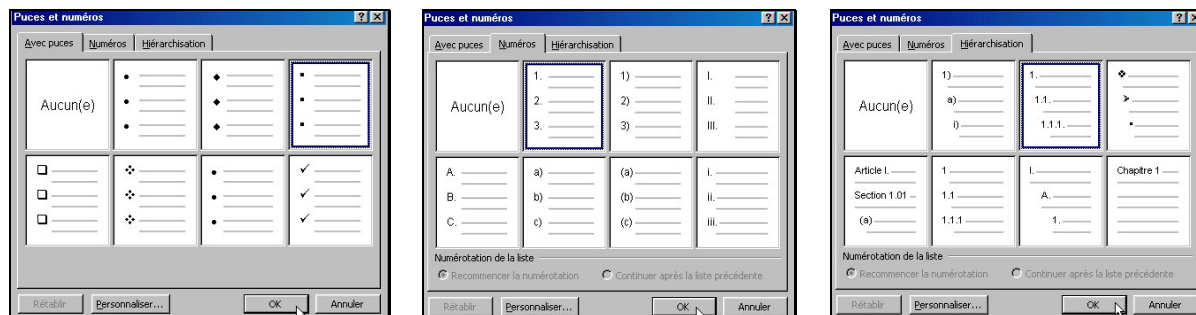 Puces et numéros
Avec puces Numéros Hiérarchisation
Aucun(e)
Rétablir Personnaliser... OK Annuler
Puces et numéros
Avec puces Numéros Hiérarchisation
Aucun(e)
1.
2.
3.
1)
2)
3)
I.
II.
III.
A.
B.
C.
a)
b)
c)
(a)
(b)
(c)
i.
ii.
iii.
Numérotation de la liste
Recommencer la numérotation Continuer après la liste précédente
Rétablir Personnaliser... OK Annuler
Puces et numéros
Avec puces Numéros Hiérarchisation
Aucun(e)
1)
a)
i)
1.
1.1.
1.1.1.
Article I.
Section 1.01
(a)
1
1.1
1.1.1
I.
A.
1.
Chapitre 1
Numérotation de la liste
Recommencer la numérotation Continuer après la liste précédente
Rétablir Personnaliser... OK Annuler